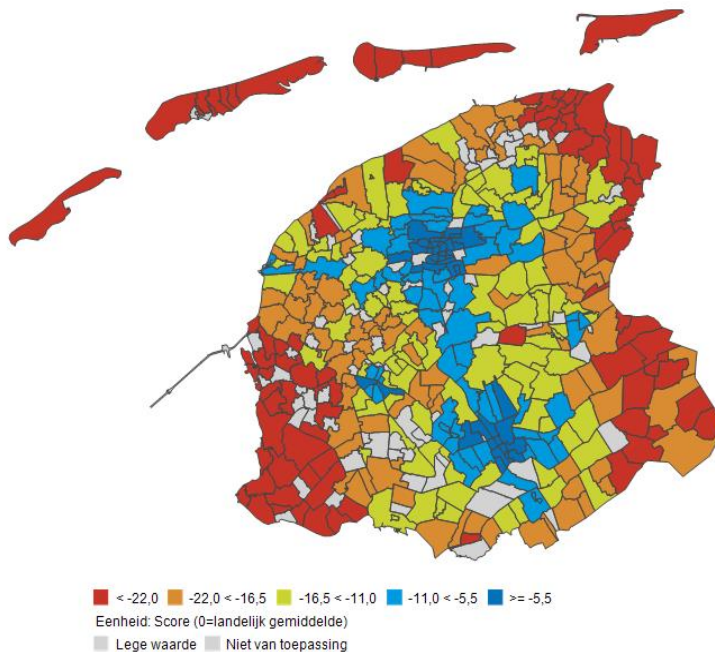 < -22,0 -22,0 < -16,5 -16,5 < -11,0 -11,0 < -5,5 >= -5,5
Eenheid: Score (0=landelijk gemiddelde)
Lege waarde Niet van toepassing